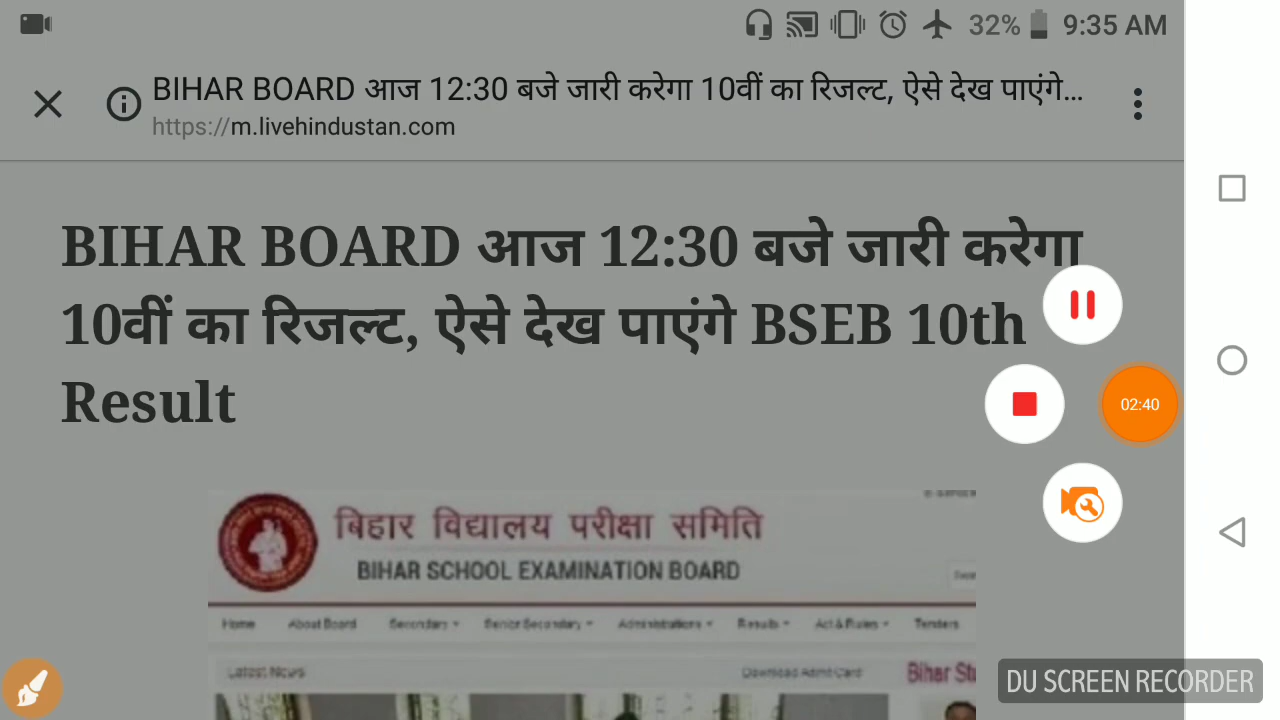 32% 9:35 AM
BIHAR BOARD आज 12:30 बजे जारी करेगा 10वीं का रिजल्ट, ऐसे देख पाएंगे...
https://m.livehindustan.com
BIHAR BOARD आज 12:30 बजे जारी करेगा
10वीं का रिजल्ट, ऐसे देख पाएंगे BSEB 10th
Result
02:40
बिहार विद्यालय परीक्षा समिति
BIHAR SCHOOL EXAMINATION BOARD
Home About Board Secondary Senior Secondary Administrations Results Act & Rules Tenders
Latest News Download Admit Card Bihar
DU SCREEN RECORDER